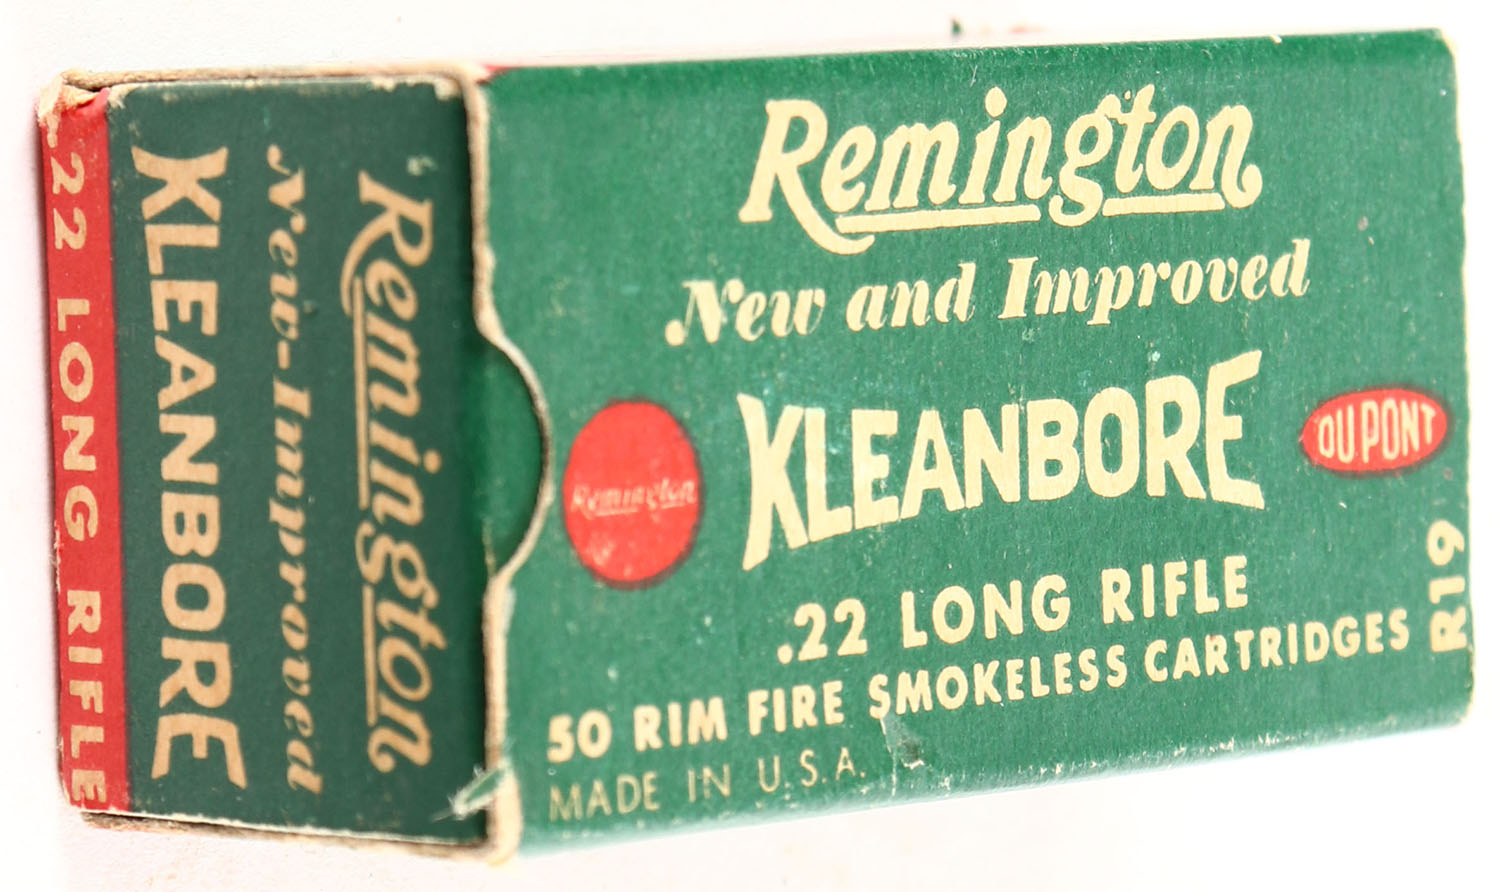 .22 LONG RIFLE
KLEANBORE
New-Improved
Remington
Remington
New and Improved
Remington
KLEANBORE
DU PONT
.22 LONG RIFLE
50 RIM FIRE SMOKELESS CARTRIDGES
R19
MADE IN U.S.A.